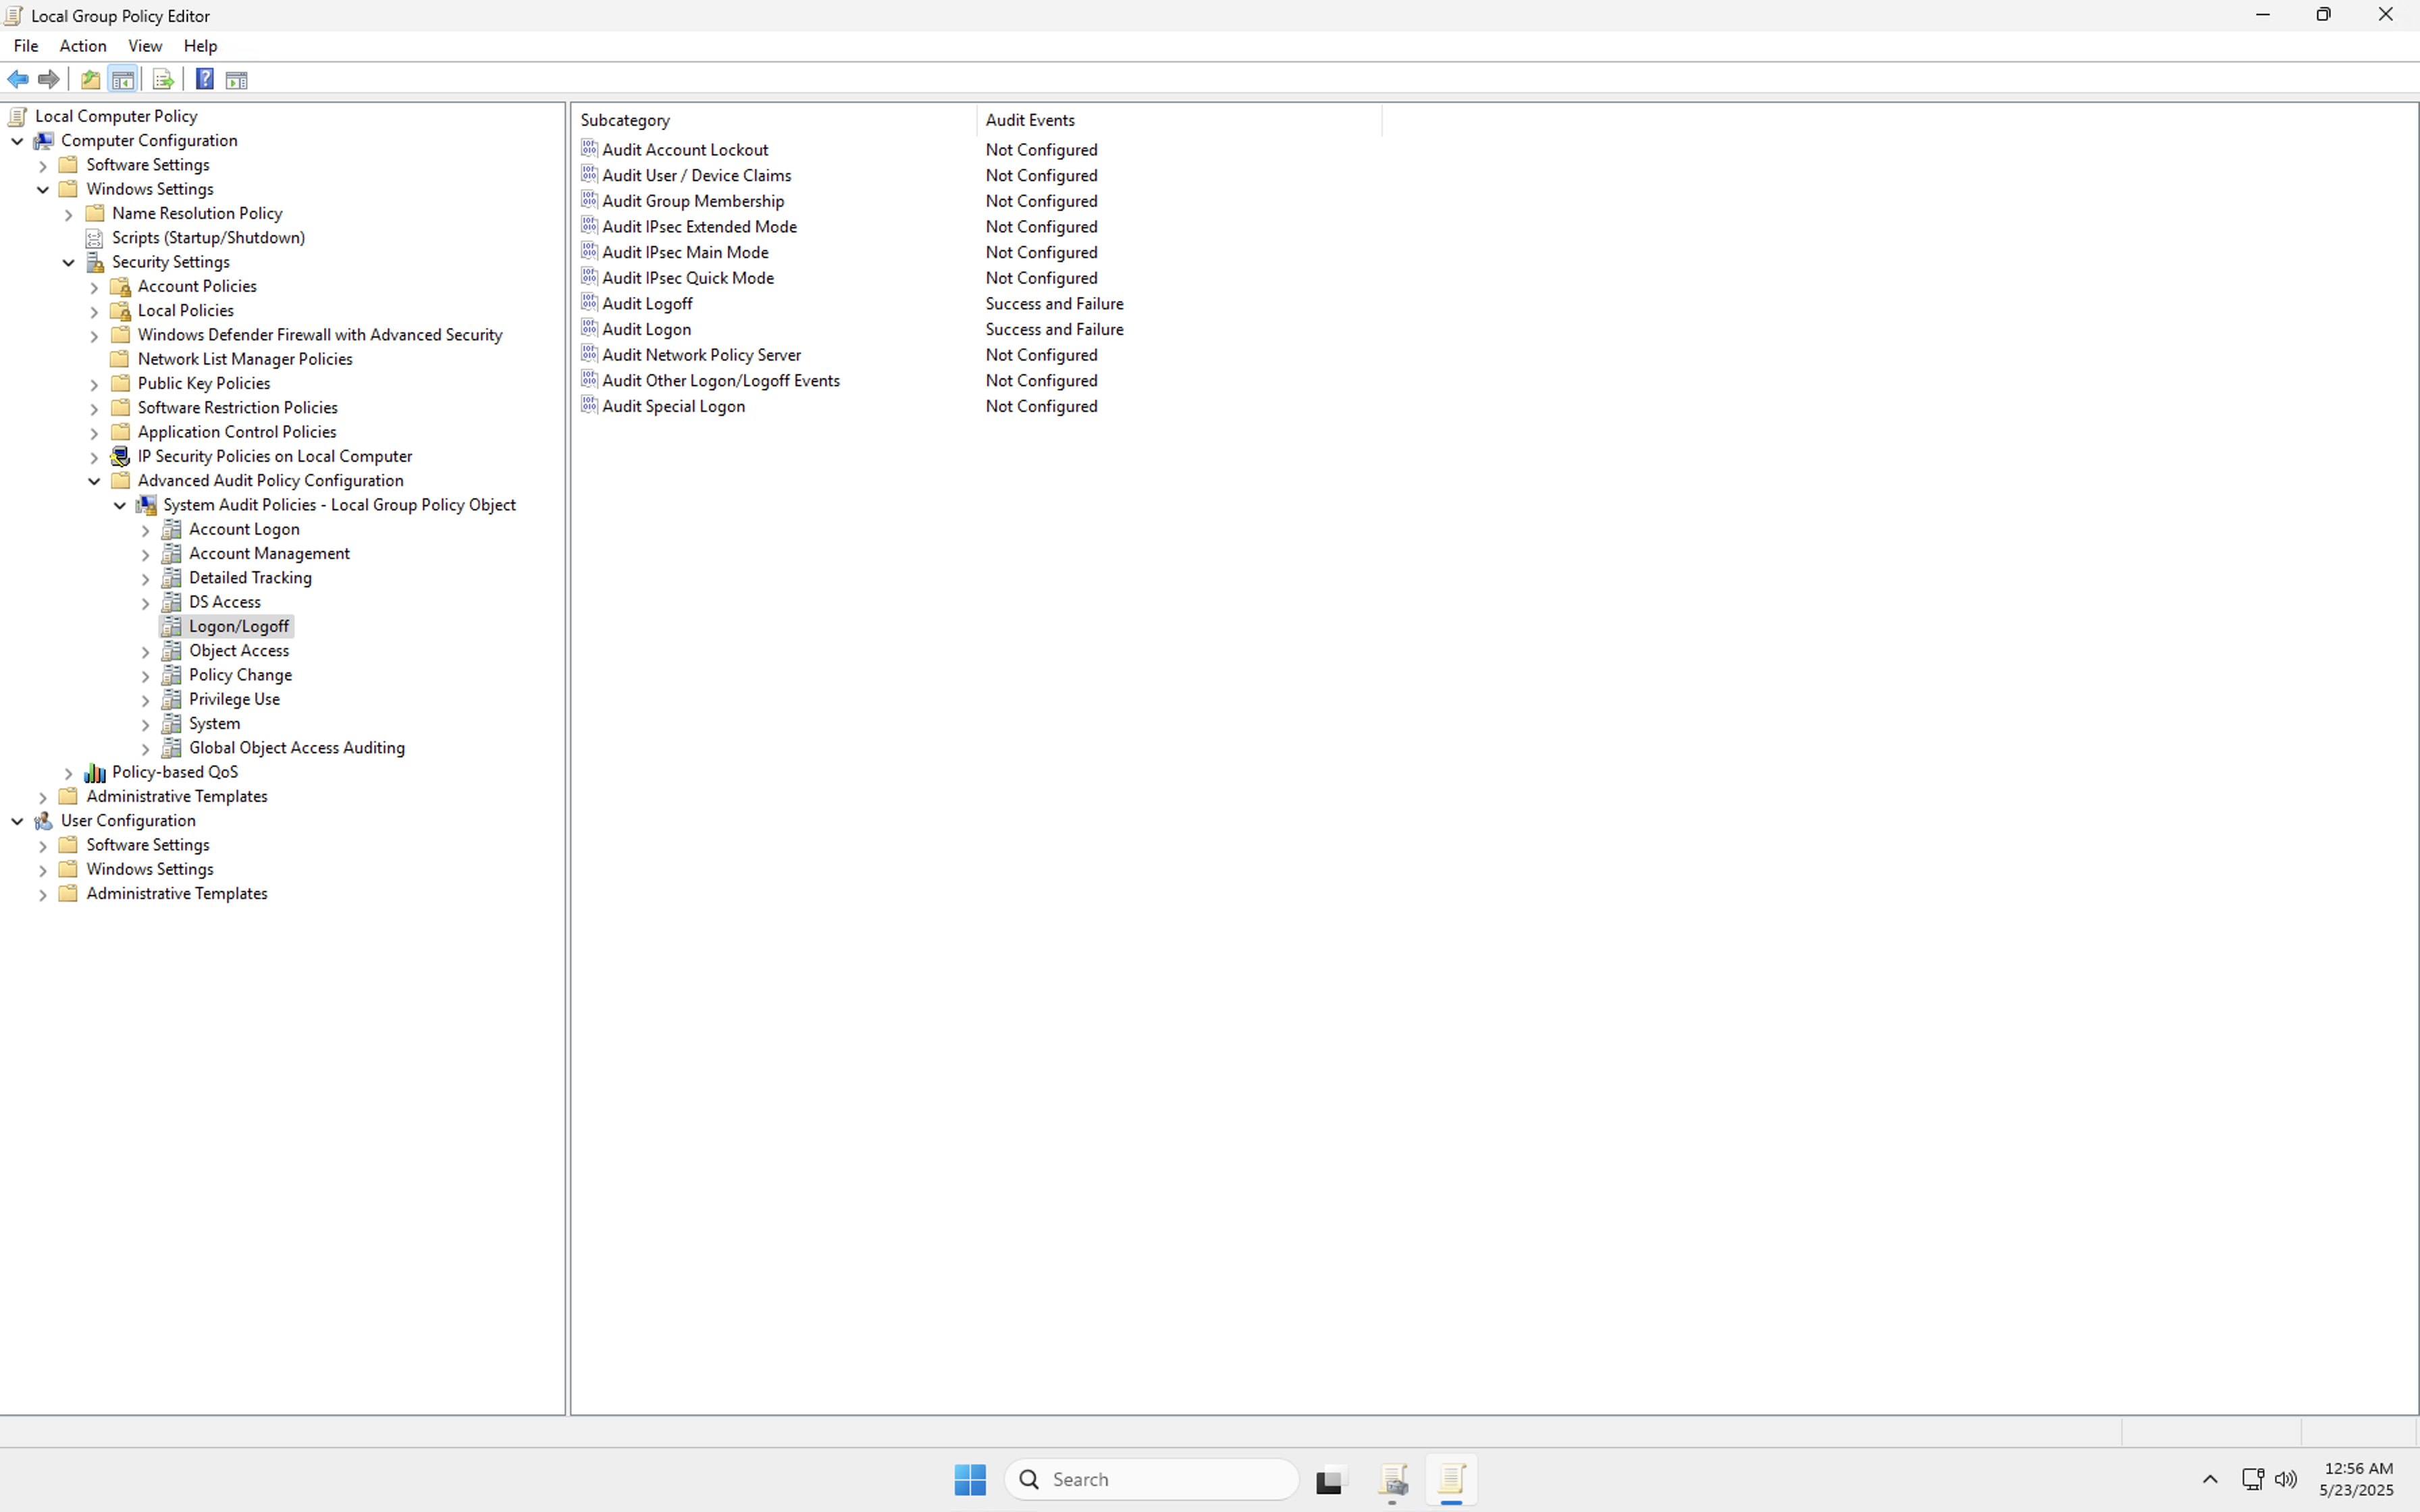 Local Group Policy Editor
File Action View Help
Local Computer Policy
Computer Configuration
Software Settings
Windows Settings
Name Resolution Policy
Scripts (Startup/Shutdown)
Security Settings
Account Policies
Local Policies
Windows Defender Firewall with Advanced Security
Network List Manager Policies
Public Key Policies
Software Restriction Policies
Application Control Policies
IP Security Policies on Local Computer
Advanced Audit Policy Configuration
System Audit Policies - Local Group Policy Object
Account Logon
Account Management
Detailed Tracking
DS Access
Logon/Logoff
Object Access
Policy Change
Privilege Use
System
Global Object Access Auditing
Policy-based QoS
Administrative Templates
User Configuration
Software Settings
Windows Settings
Administrative Templates
Subcategory Audit Events
Audit Account Lockout Not Configured
Audit User / Device Claims Not Configured
Audit Group Membership Not Configured
Audit IPsec Extended Mode Not Configured
Audit IPsec Main Mode Not Configured
Audit IPsec Quick Mode Not Configured
Audit Logoff Success and Failure
Audit Logon Success and Failure
Audit Network Policy Server Not Configured
Audit Other Logon/Logoff Events Not Configured
Audit Special Logon Not Configured
Search
12:56 AM
5/23/2025